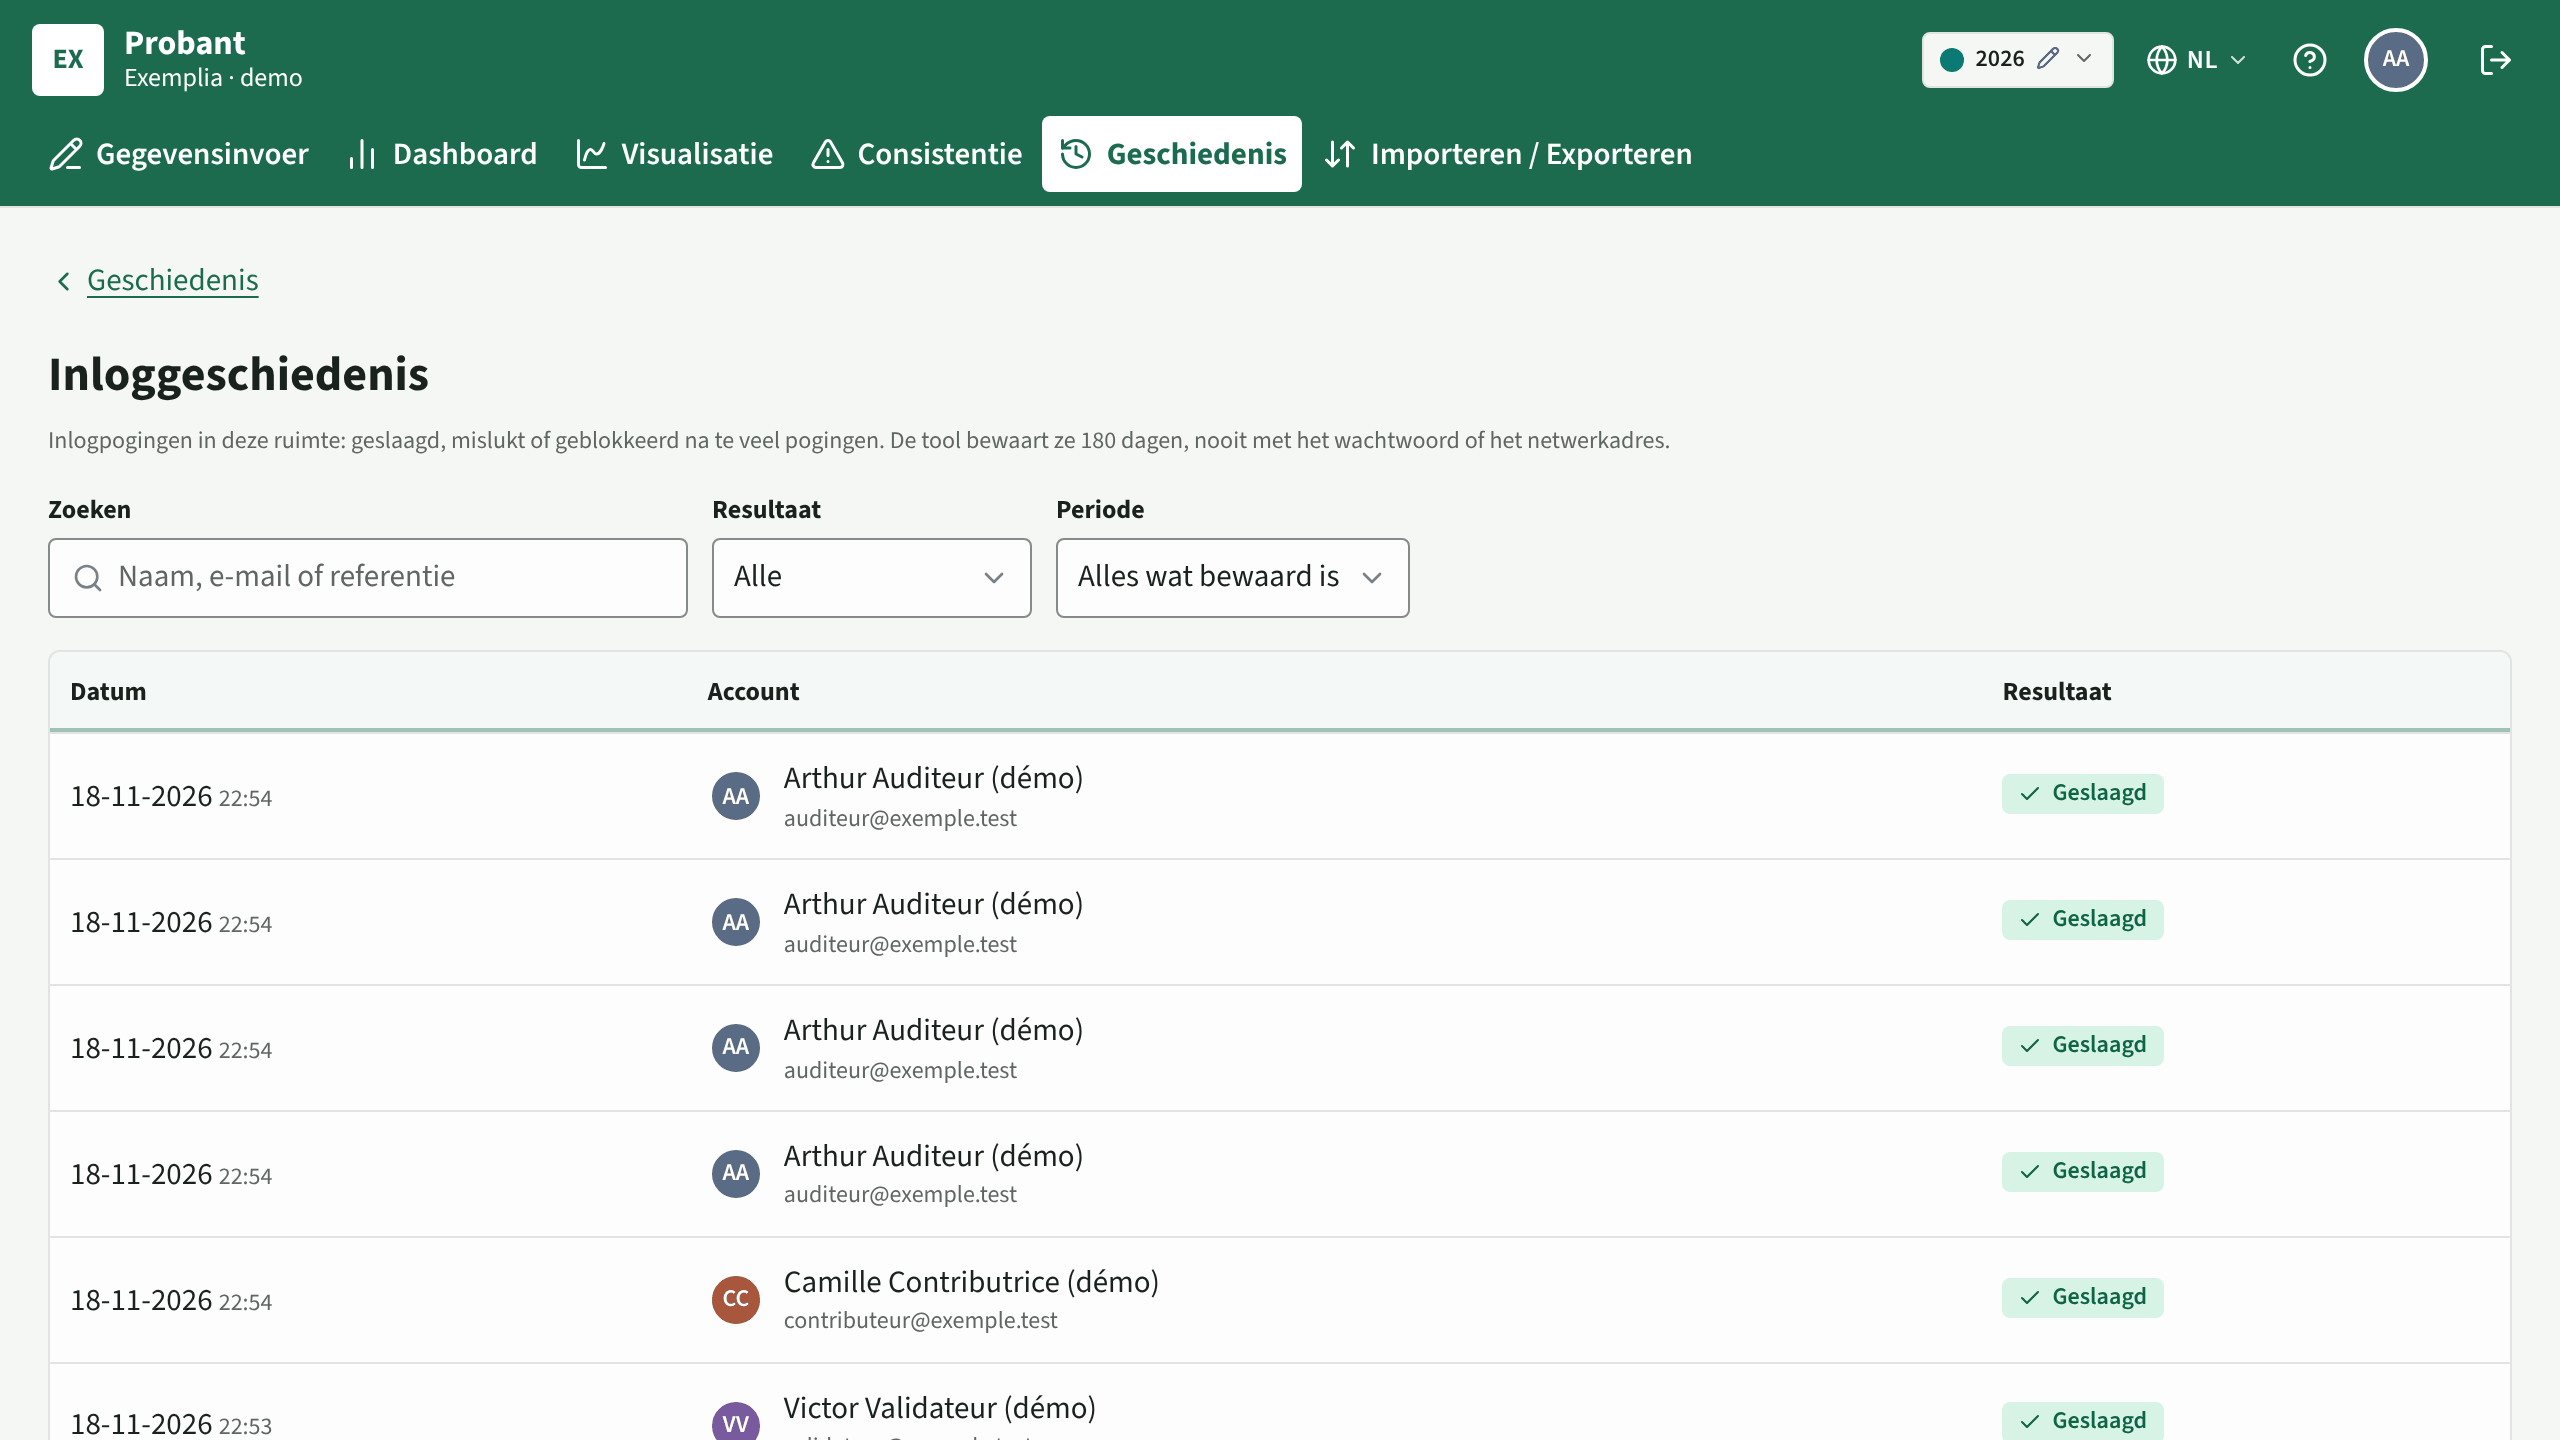 EX
Probant
Exemplia · demo
2026
NL
AA
Gegevensinvoer
Dashboard
Visualisatie
Consistentie
Geschiedenis
Importeren / Exporteren
Geschiedenis
Inloggeschiedenis
Inlogpogingen in deze ruimte: geslaagd, mislukt of geblokkeerd na te veel pogingen. De tool bewaart ze 180 dagen, nooit met het wachtwoord of het netwerkadres.
Zoeken
Resultaat
Periode
Naam, e-mail of referentie
Alle
Alles wat bewaard is
Datum
Account
Resultaat
18-11-2026 22:54
AA
Arthur Auditeur (démo)
auditeur@exemple.test
Geslaagd
18-11-2026 22:54
AA
Arthur Auditeur (démo)
auditeur@exemple.test
Geslaagd
18-11-2026 22:54
AA
Arthur Auditeur (démo)
auditeur@exemple.test
Geslaagd
18-11-2026 22:54
AA
Arthur Auditeur (démo)
auditeur@exemple.test
Geslaagd
18-11-2026 22:54
CC
Camille Contributrice (démo)
contributeur@exemple.test
Geslaagd
18-11-2026 22:53
VV
Victor Validateur (démo)
Geslaagd